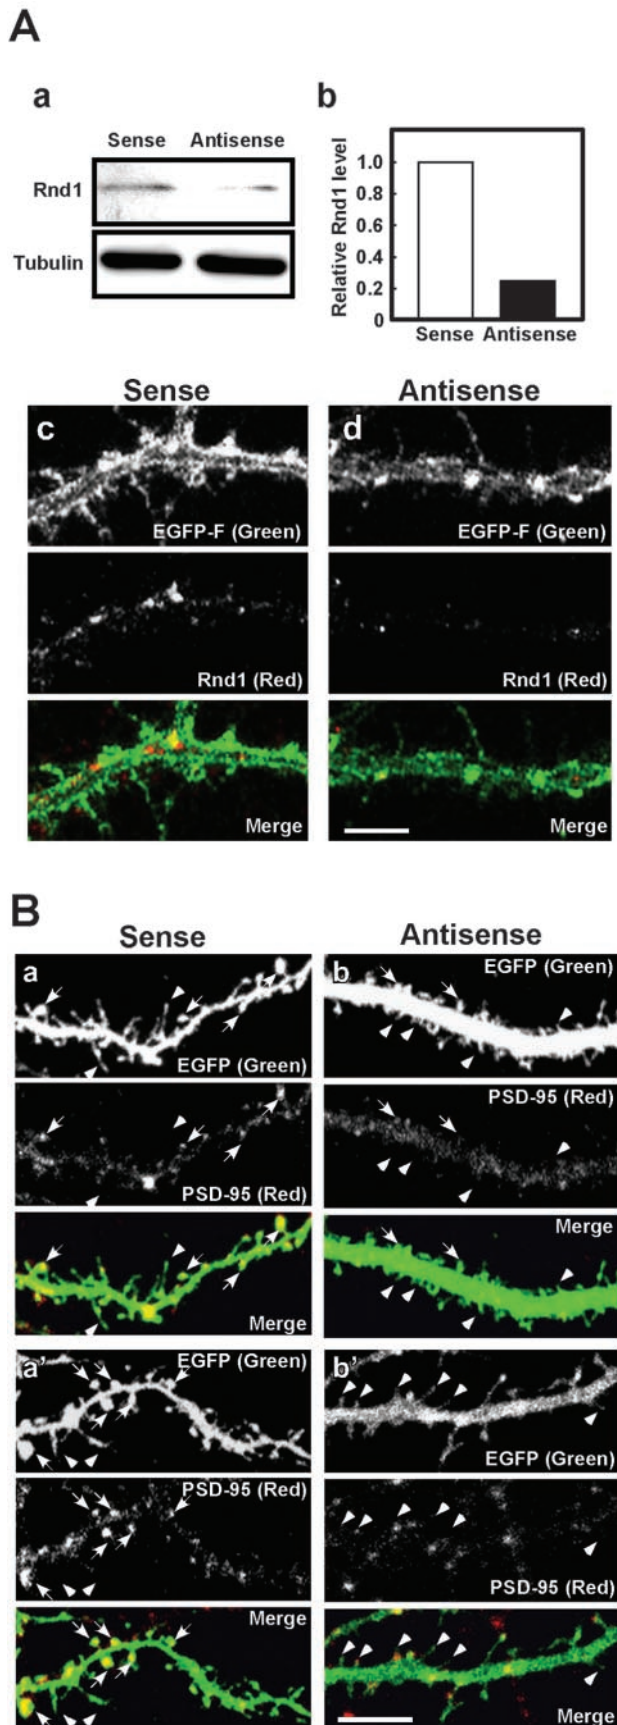 A
a
b
Sense Antisense
Rnd1
Tubulin
Relative Rnd1 level
1.0
0.8
0.6
0.4
0.2
0
Sense Antisense
Sense
Antisense
c
d
EGFP-F (Green)
EGFP-F (Green)
Rnd1 (Red)
Rnd1 (Red)
Merge
Merge
B
Sense
Antisense
a
b
EGFP (Green)
EGFP (Green)
PSD-95 (Red)
PSD-95 (Red)
Merge
Merge
a'
b'
EGFP (Green)
EGFP (Green)
PSD-95 (Red)
PSD-95 (Red)
Merge
Merge